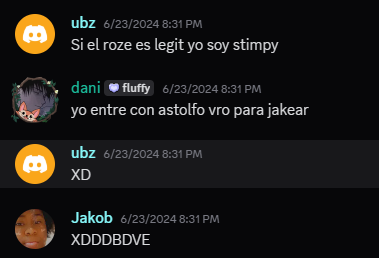 ubz 6/23/2024 8:31 PM
Si el roze es legit yo soy stimpy
dani fluffy 6/23/2024 8:31 PM
yo entre con astolfo vro para jakear
ubz 6/23/2024 8:31 PM
XD
Jakob 6/23/2024 8:31 PM
XDDDBDVE